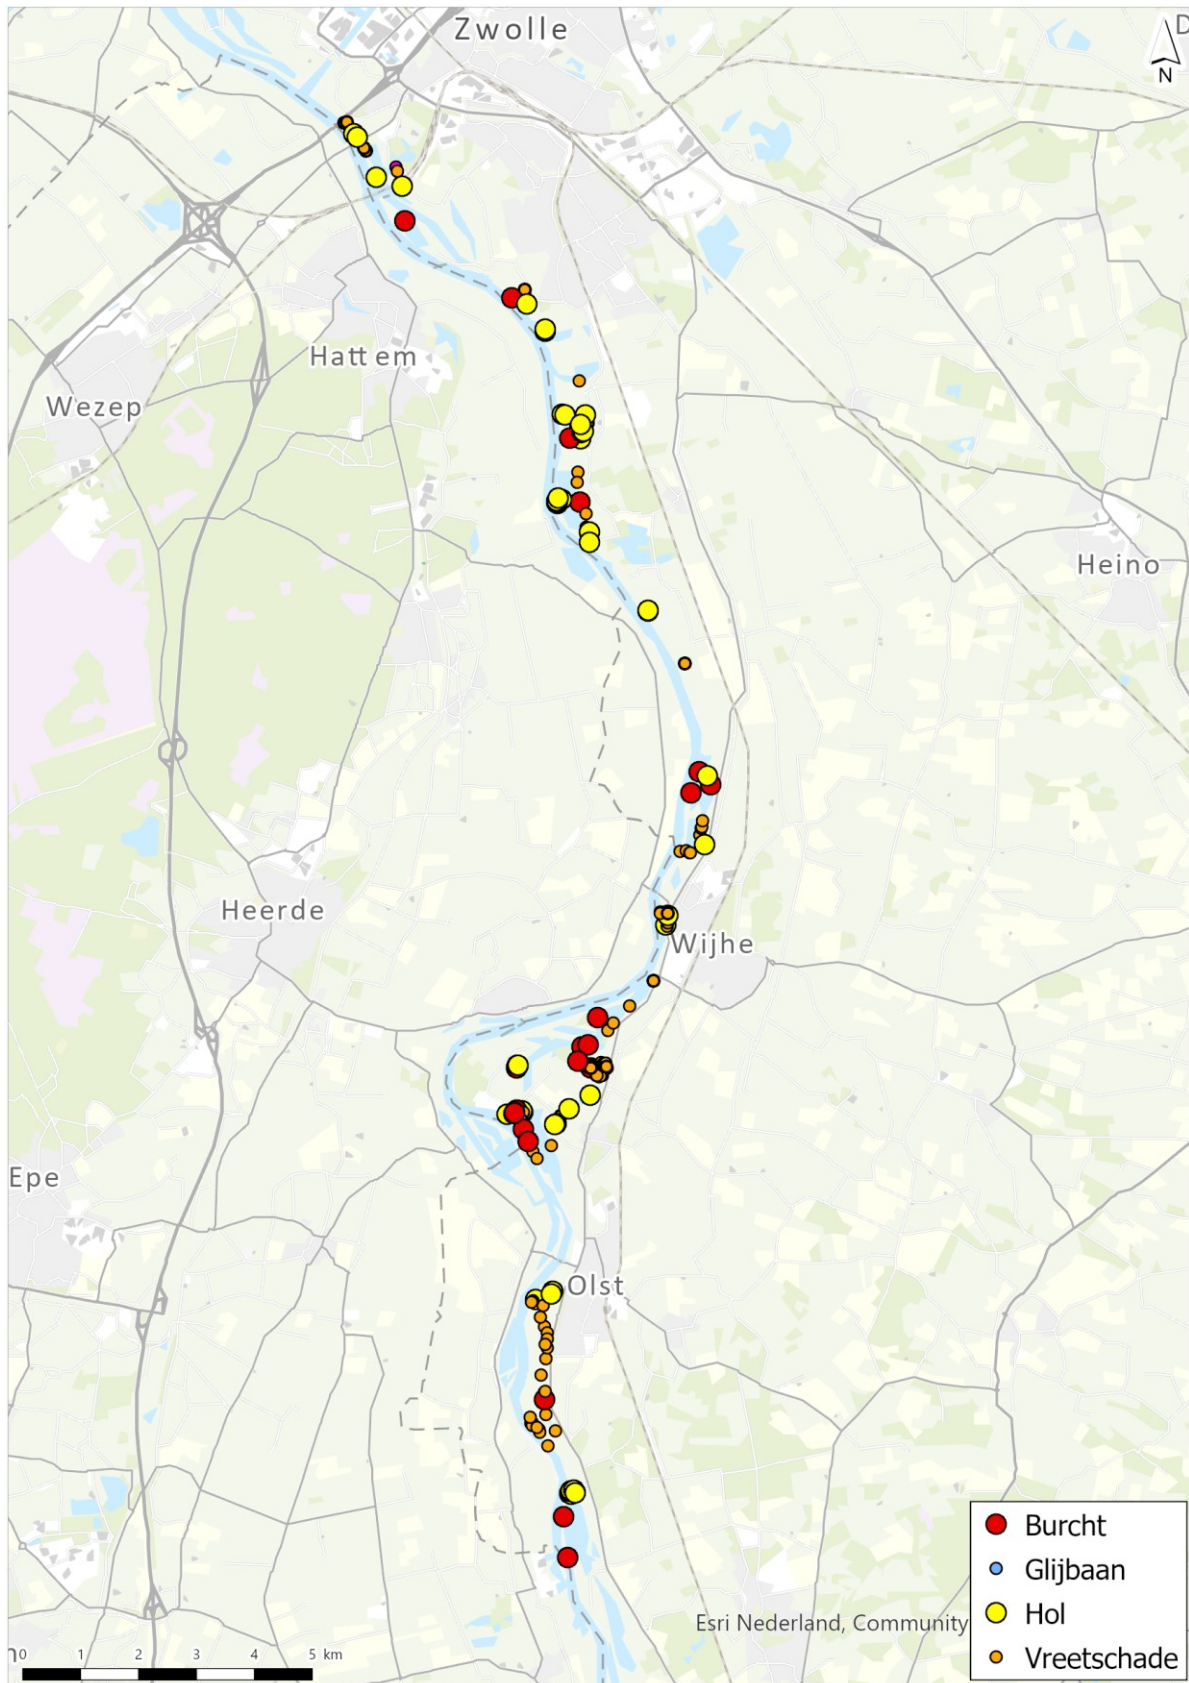 Zwolle
D
N
Hattem
Wezep
Heino
Heerde
Wijhe
Epe
Olst
Burcht
Glijbaan
Hol
Vreetschade
Esri Nederland, Community
n
0 1 2 3 4 5 km